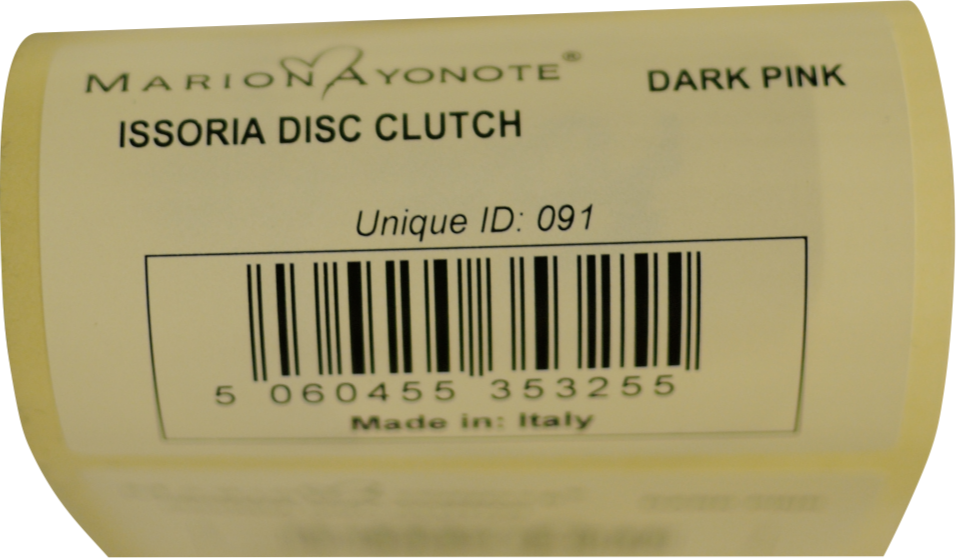 MARION AYONOTE® DARK PINK
ISSORIA DISC CLUTCH
Unique ID: 091
5 060455 353255
Made in: Italy